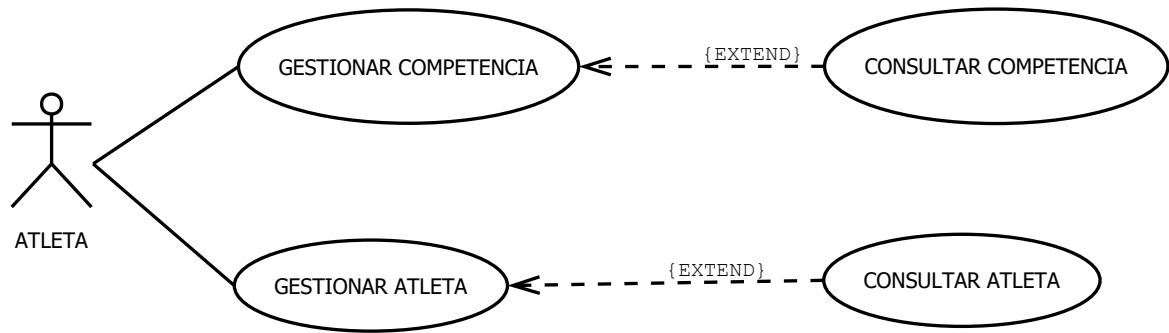 {EXTEND}
GESTIONAR COMPETENCIA
CONSULTAR COMPETENCIA
ATLETA
{EXTEND}
GESTIONAR ATLETA
CONSULTAR ATLETA